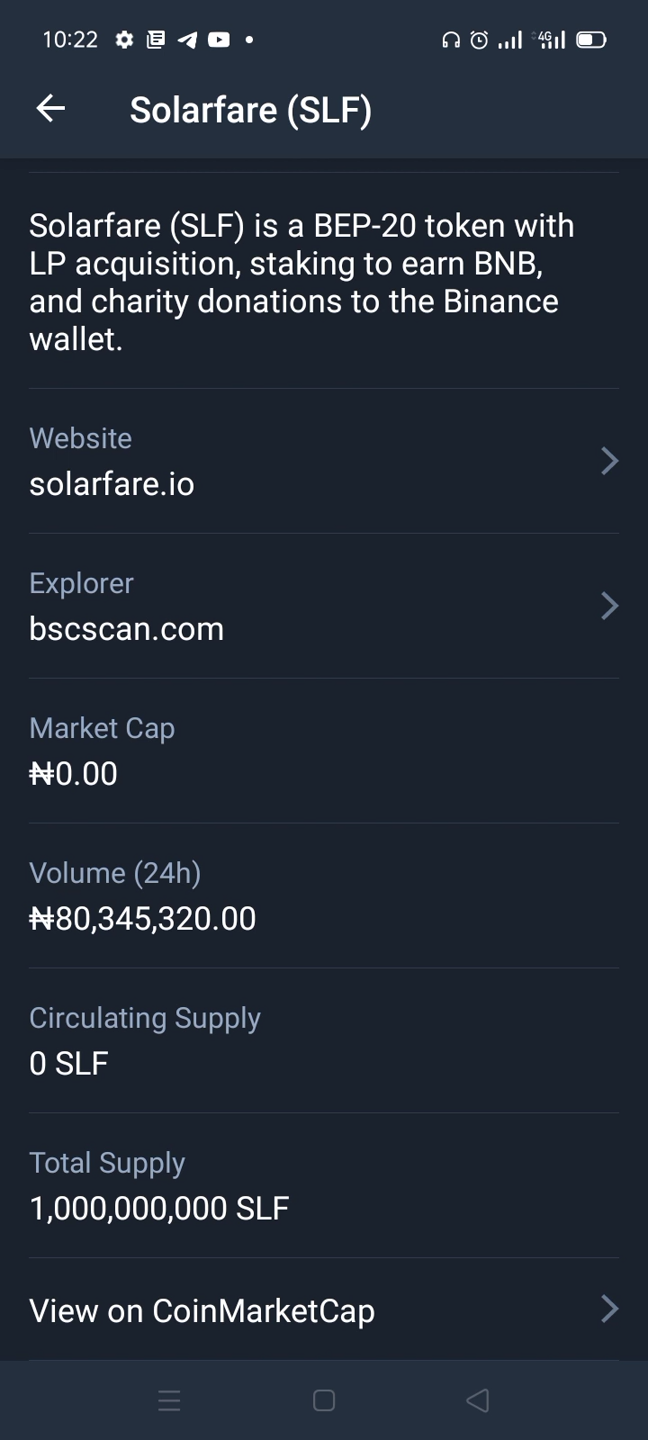 10:22
4G
Solarfare (SLF)
Solarfare (SLF) is a BEP-20 token with
LP acquisition, staking to earn BNB,
and charity donations to the Binance
wallet.
Website
solarfare.io
Explorer
bscscan.com
Market Cap
₦0.00
Volume (24h)
₦80,345,320.00
Circulating Supply
0 SLF
Total Supply
1,000,000,000 SLF
View on CoinMarketCap